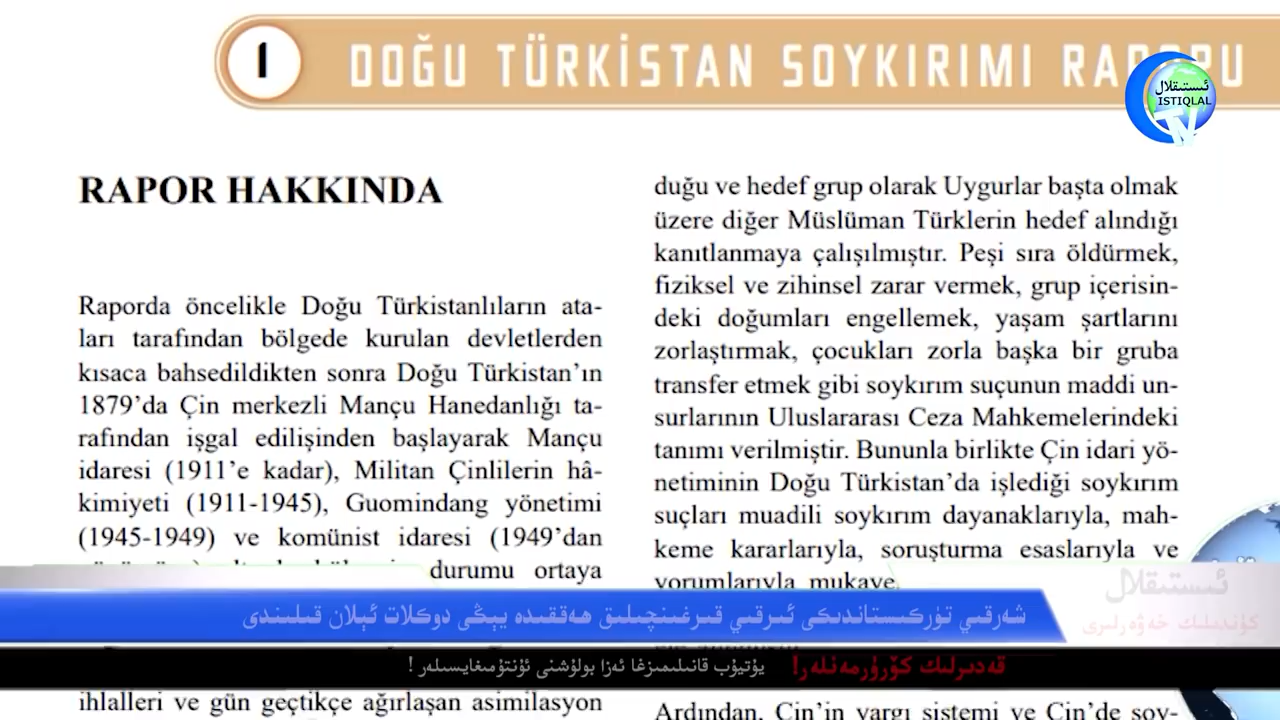 1
DOĞU TÜRKİSTAN SOYKIRIMI RAPORU
ئىستىقلال
ISTIQLAL
TV
RAPOR HAKKINDA
Raporda öncelikle Doğu Türkistanlıların ata-
ları tarafından bölgede kurulan devletlerden
kısaca bahsedildikten sonra Doğu Türkistan’ın
1879’da Çin merkezli Mançu Hanedanlığı ta-
rafından işgal edilişinden başlayarak Mançu
idaresi (1911’e kadar), Militan Çinlilerin hâ-
kimiyeti (1911-1945), Guomindang yönetimi
(1945-1949) ve komünist idaresi (1949’dan
durumu ortaya
ihlalleri ve gün geçtikçe ağırlaşan asimilasyon
duğu ve hedef grup olarak Uygurlar başta olmak
üzere diğer Müslüman Türklerin hedef alındığı
kanıtlanmaya çalışılmıştır. Peşi sıra öldürmek,
fiziksel ve zihinsel zarar vermek, grup içerisin-
deki doğumları engellemek, yaşam şartlarını
zorlaştırmak, çocukları zorla başka bir gruba
transfer etmek gibi soykırım suçunun maddi un-
surlarının Uluslararası Ceza Mahkemelerindeki
tanımı verilmiştir. Bununla birlikte Çin idari yö-
netiminin Doğu Türkistan’da işlediği soykırım
suçları muadili soykırım dayanaklarıyla, mah-
keme kararlarıyla, soruşturma esaslarıyla ve
yorumlarıyla
Ardından, Çin’in yargı sistemi ve Çin’de soy-
ئىستىقلال
كۈندىلىك خەۋەرلىرى
شەرقىي تۈركىستاندىكى ئىرقىي قىرغىنچىلىق ھەققىدە يېڭى دوكلات ئېلان قىلىندى
قەدىرلىك كۆرۈرمەنلەر!
يۇتيۇب قانىلىمىزغا ئەزا بولۇشنى ئۇنتۇمىغايسىلەر !